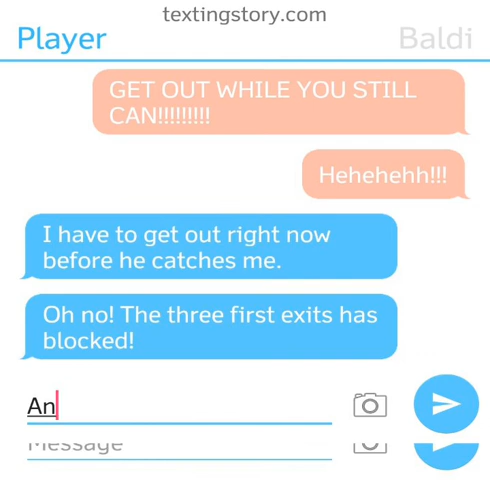 textingstory.com
Player
Baldi
GET OUT WHILE YOU STILL
CAN!!!!!!!!!
Hehehehh!!!
I have to get out right now
before he catches me.
Oh no! The three first exits has
blocked!
An
Message